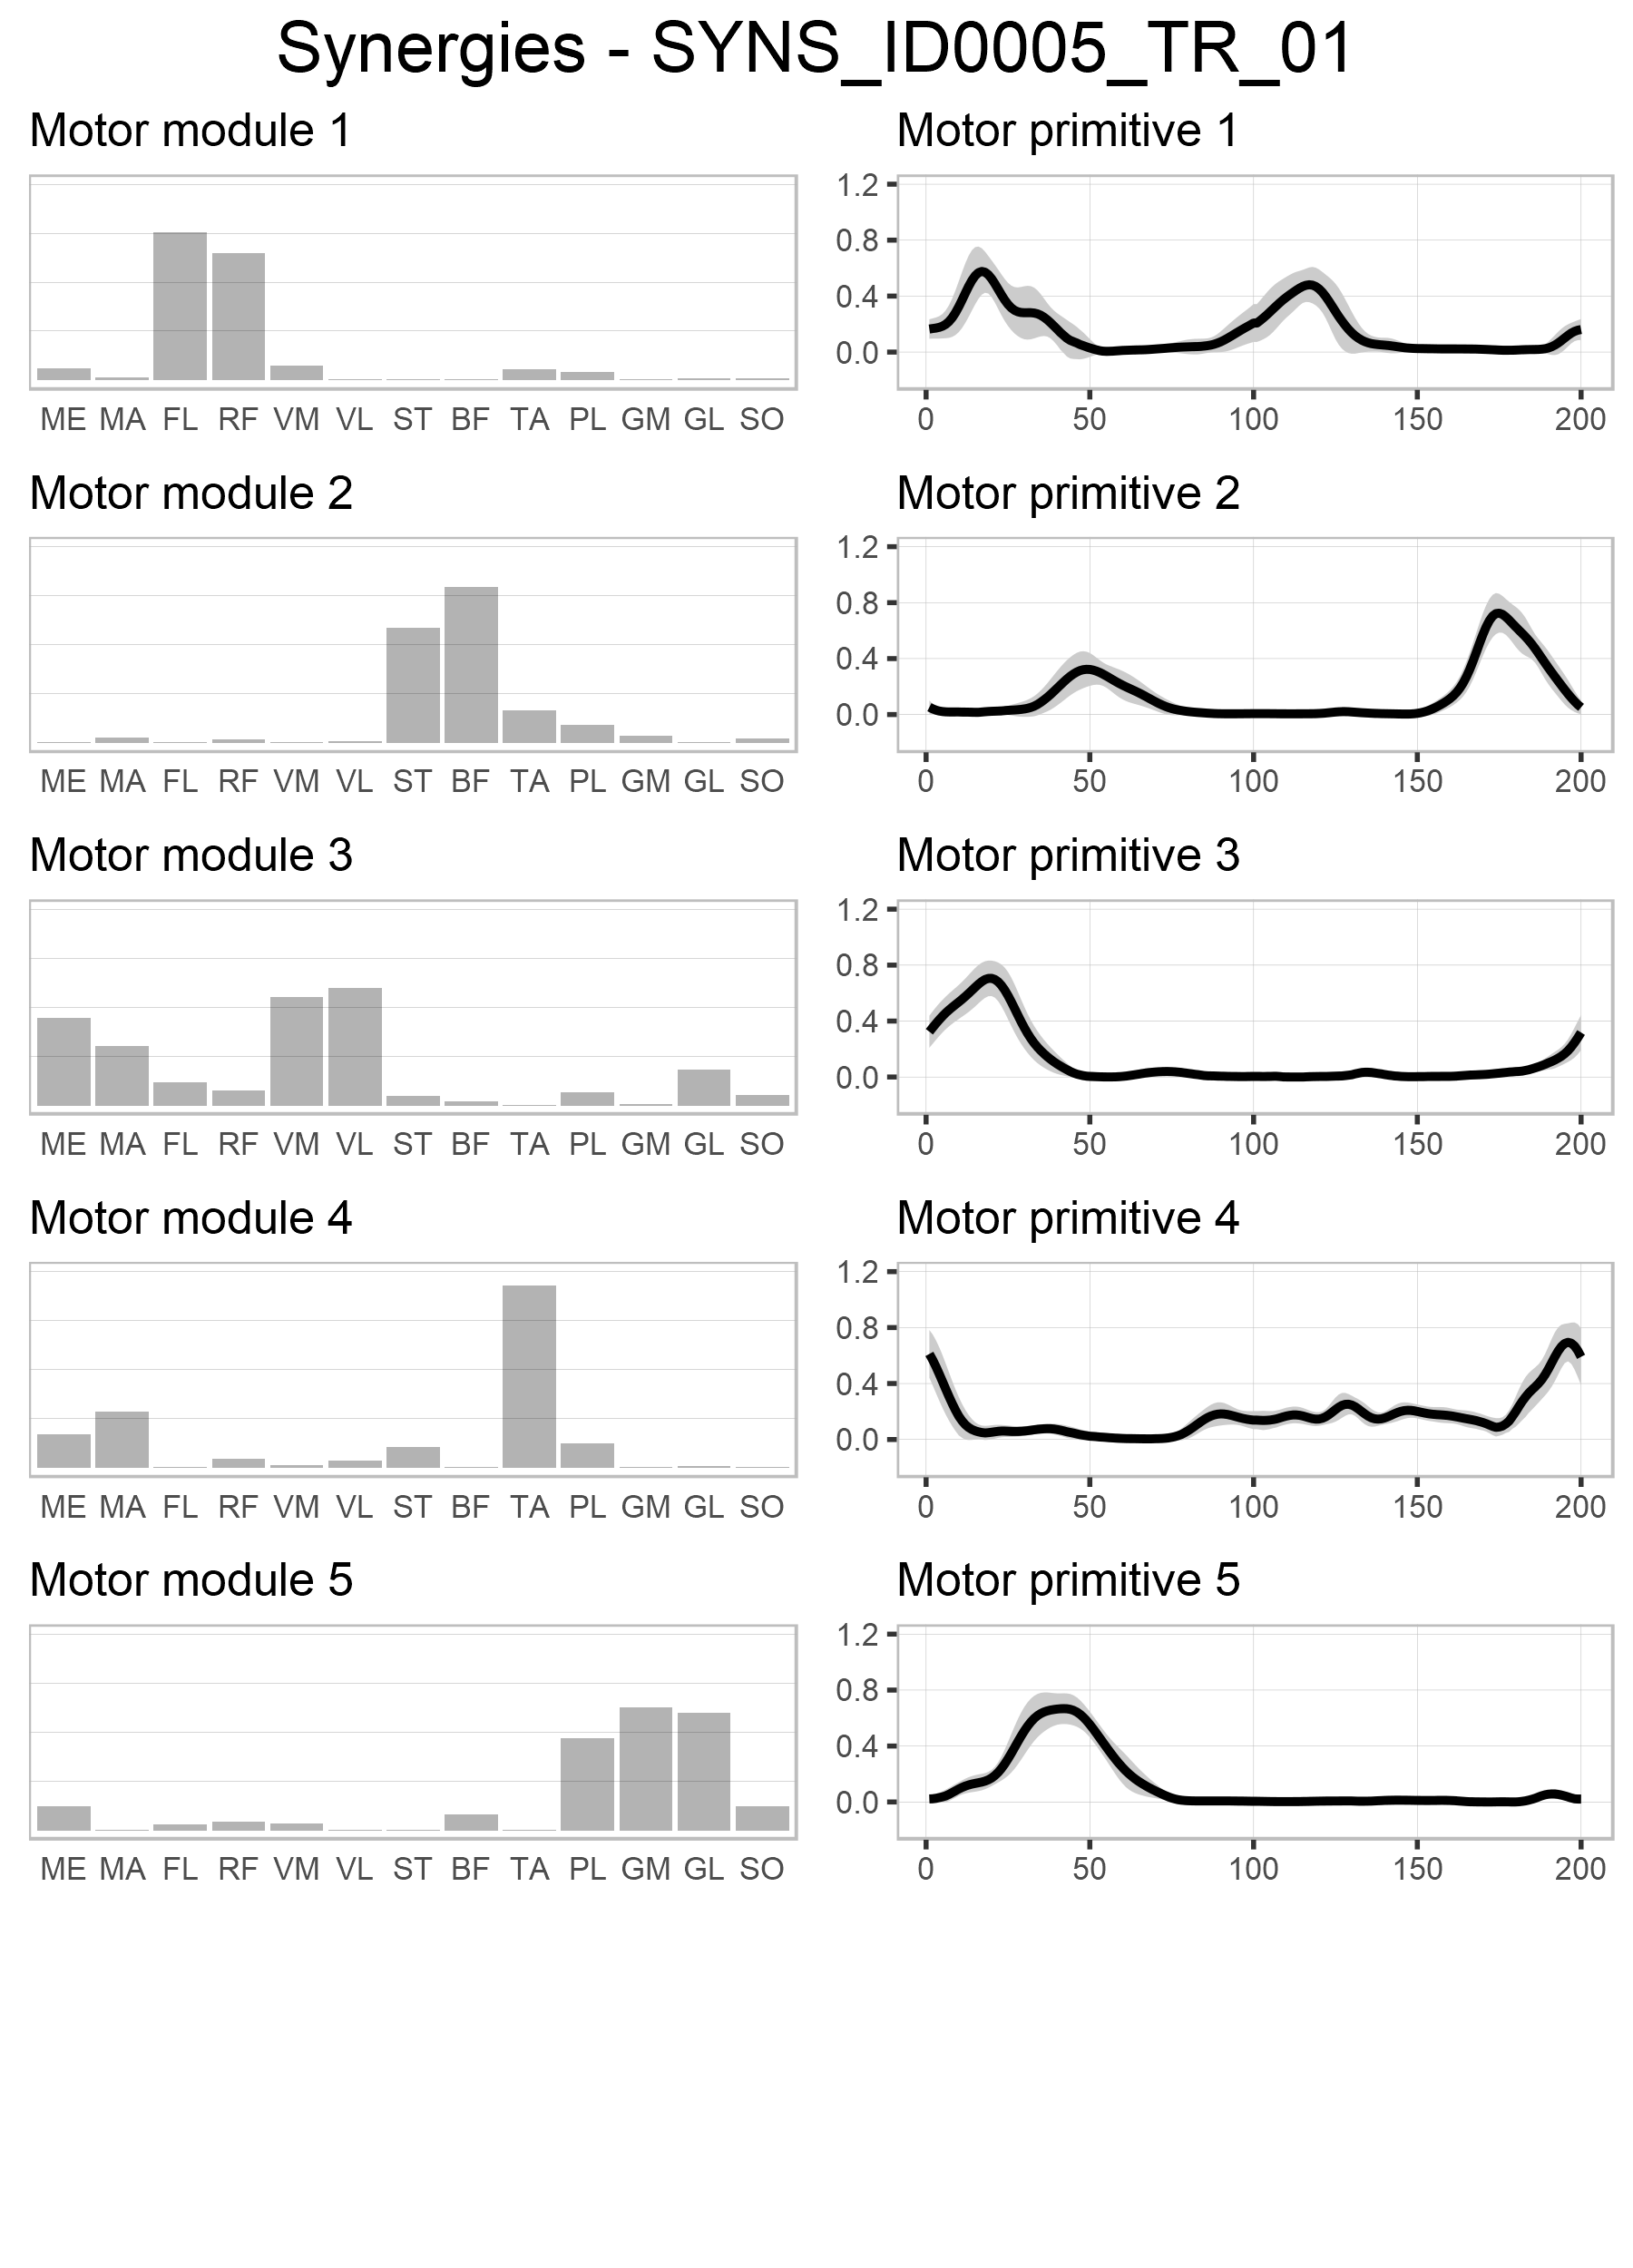 Synergies - SYNS_ID0005_TR_01
Motor module 1
Motor primitive 1
1.2
0.8
0.4
0.0
ME MA FL RF VM VL ST BF TA PL GM GL SO
0 50 100 150 200
Motor module 2
Motor primitive 2
1.2
0.8
0.4
0.0
ME MA FL RF VM VL ST BF TA PL GM GL SO
0 50 100 150 200
Motor module 3
Motor primitive 3
1.2
0.8
0.4
0.0
ME MA FL RF VM VL ST BF TA PL GM GL SO
0 50 100 150 200
Motor module 4
Motor primitive 4
1.2
0.8
0.4
0.0
ME MA FL RF VM VL ST BF TA PL GM GL SO
0 50 100 150 200
Motor module 5
Motor primitive 5
1.2
0.8
0.4
0.0
ME MA FL RF VM VL ST BF TA PL GM GL SO
0 50 100 150 200